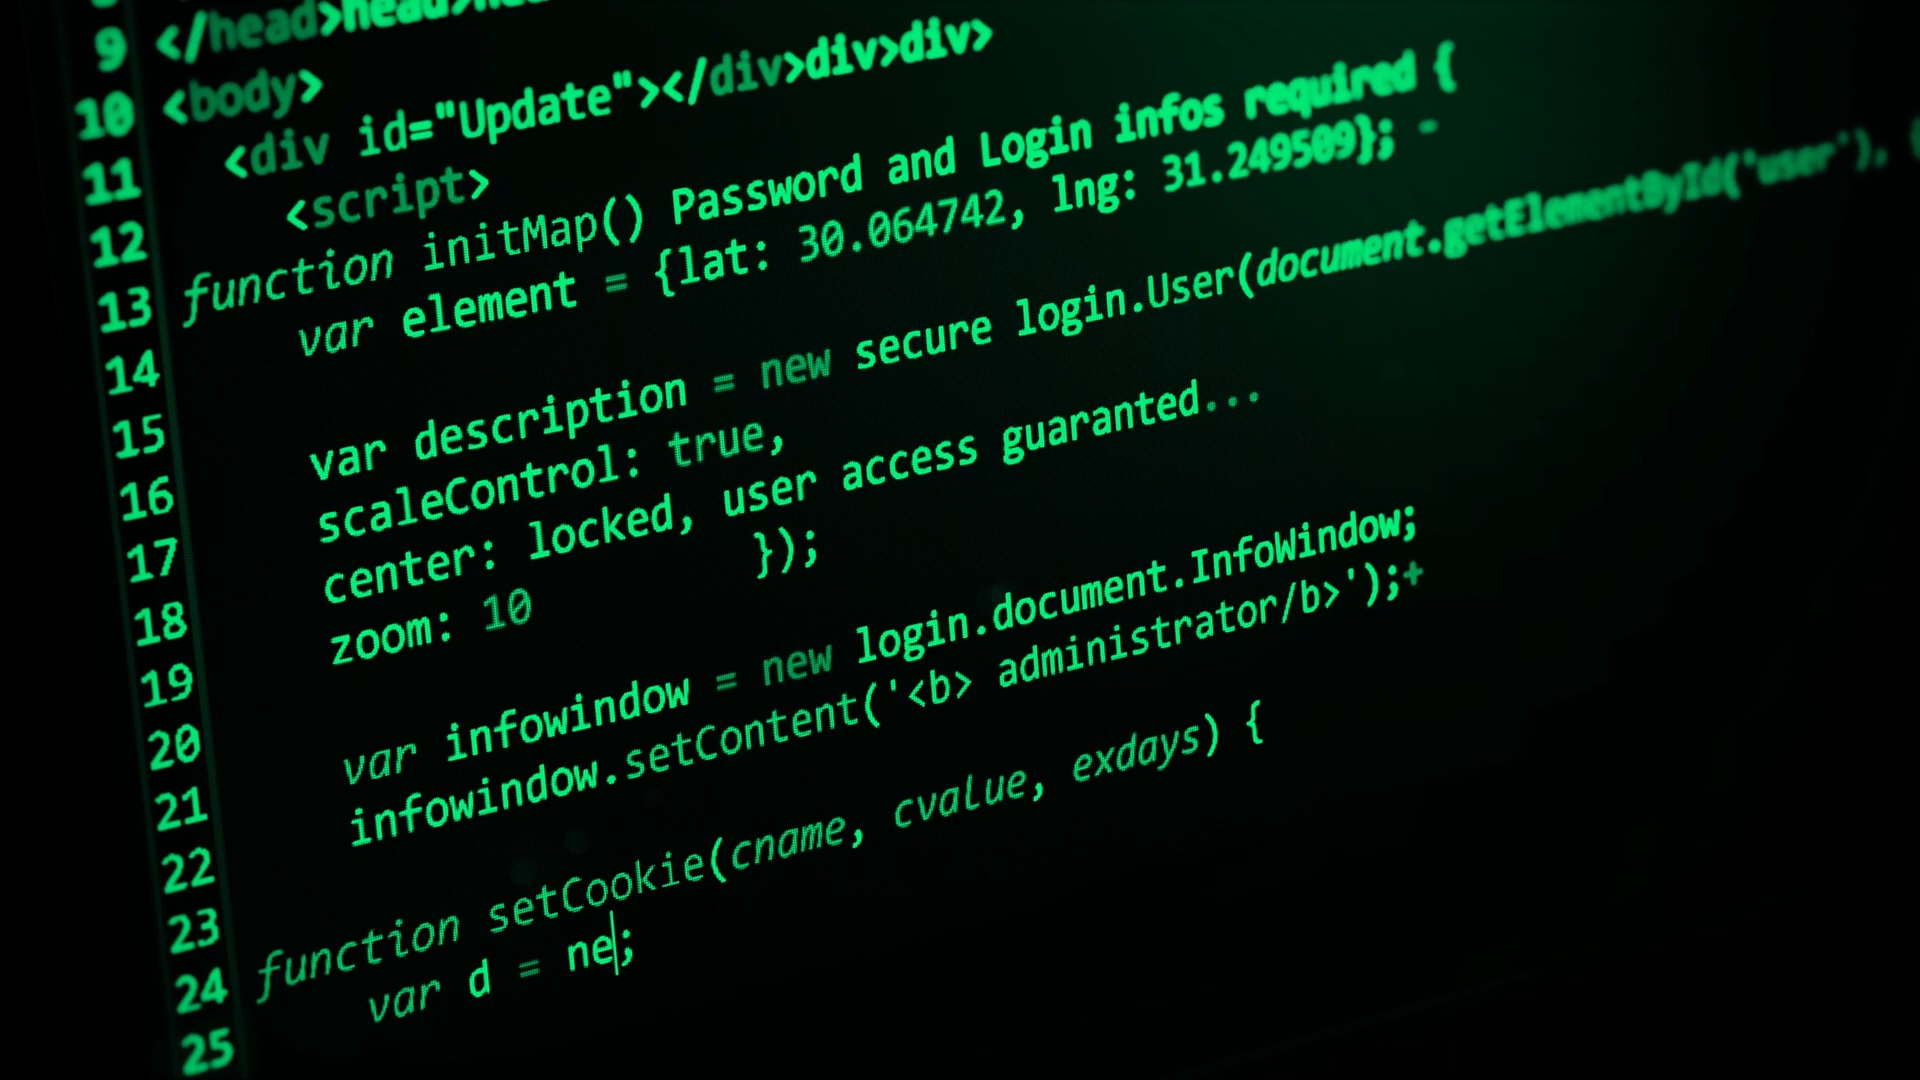 9 </head>head>
10 <body>
11 <div id="Update"></div>div>div>
12 <script>
13 function initMap() Password and Login infos required {
14 var element = {lat: 30.064742, lng: 31.249509}; -
15
16 var description = new secure login.User(document.getElementById('user'), {
17 scaleControl: true,
18 center: locked, user access guaranted...
19 zoom: 10 });
20
21 var infowindow = new login.document.InfoWindow;
22 infowindow.setContent('<b> administrator/b>');+
23
24 function setCookie(cname, cvalue, exdays) {
25 var d = ne;